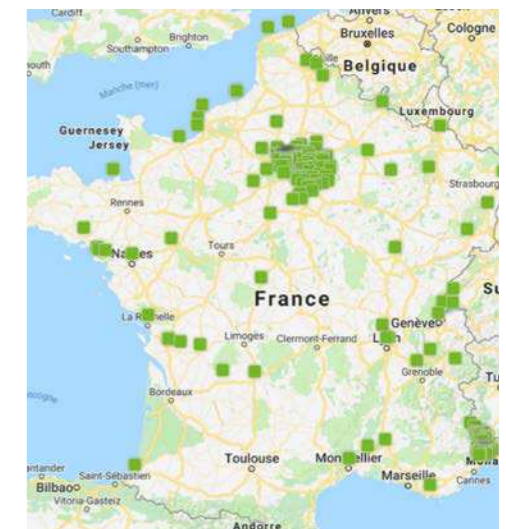 Cardiff
Brighton
Southampton
Anvers
Bruxelles
Cologne
Belgique
Manche (mer)
Luxembourg
Guernesey
Jersey
Strasbourg
Rennes
Tours
Nantes
France
La Rochelle
Genève
Limoges
Clermont-Ferrand
Lyon
Grenoble
Bordeaux
Toulouse
Montpellier
Saint-Sébastien
Marseille
Cannes
Bilbao
Vitoria-Gasteiz
Andorre